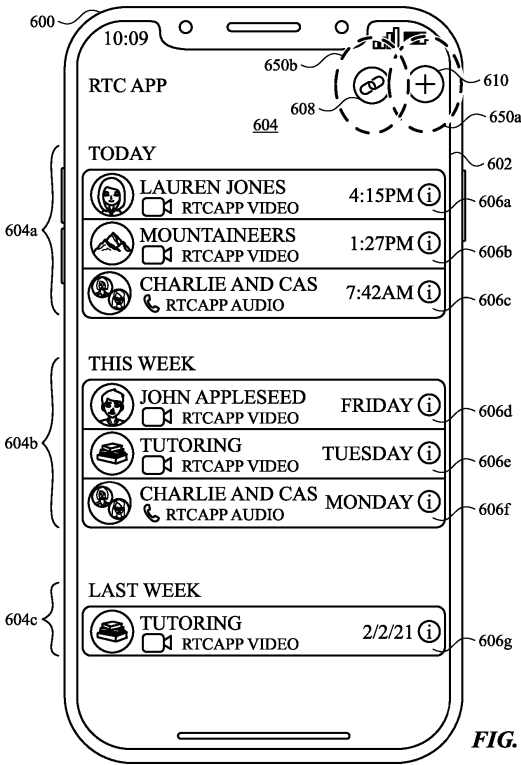 600
10:09
650b
610
RTC APP
608
650a
604
602
TODAY
604a
LAUREN JONES
RTCAPP VIDEO
4:15PM
606a
MOUNTAINEERS
RTCAPP VIDEO
1:27PM
606b
CHARLIE AND CAS
RTCAPP AUDIO
7:42AM
606c
THIS WEEK
604b
JOHN APPLESEED
RTCAPP VIDEO
FRIDAY
606d
TUTORING
RTCAPP VIDEO
TUESDAY
606e
CHARLIE AND CAS
RTCAPP AUDIO
MONDAY
606f
LAST WEEK
604c
TUTORING
RTCAPP VIDEO
2/2/21
606g
FIG.